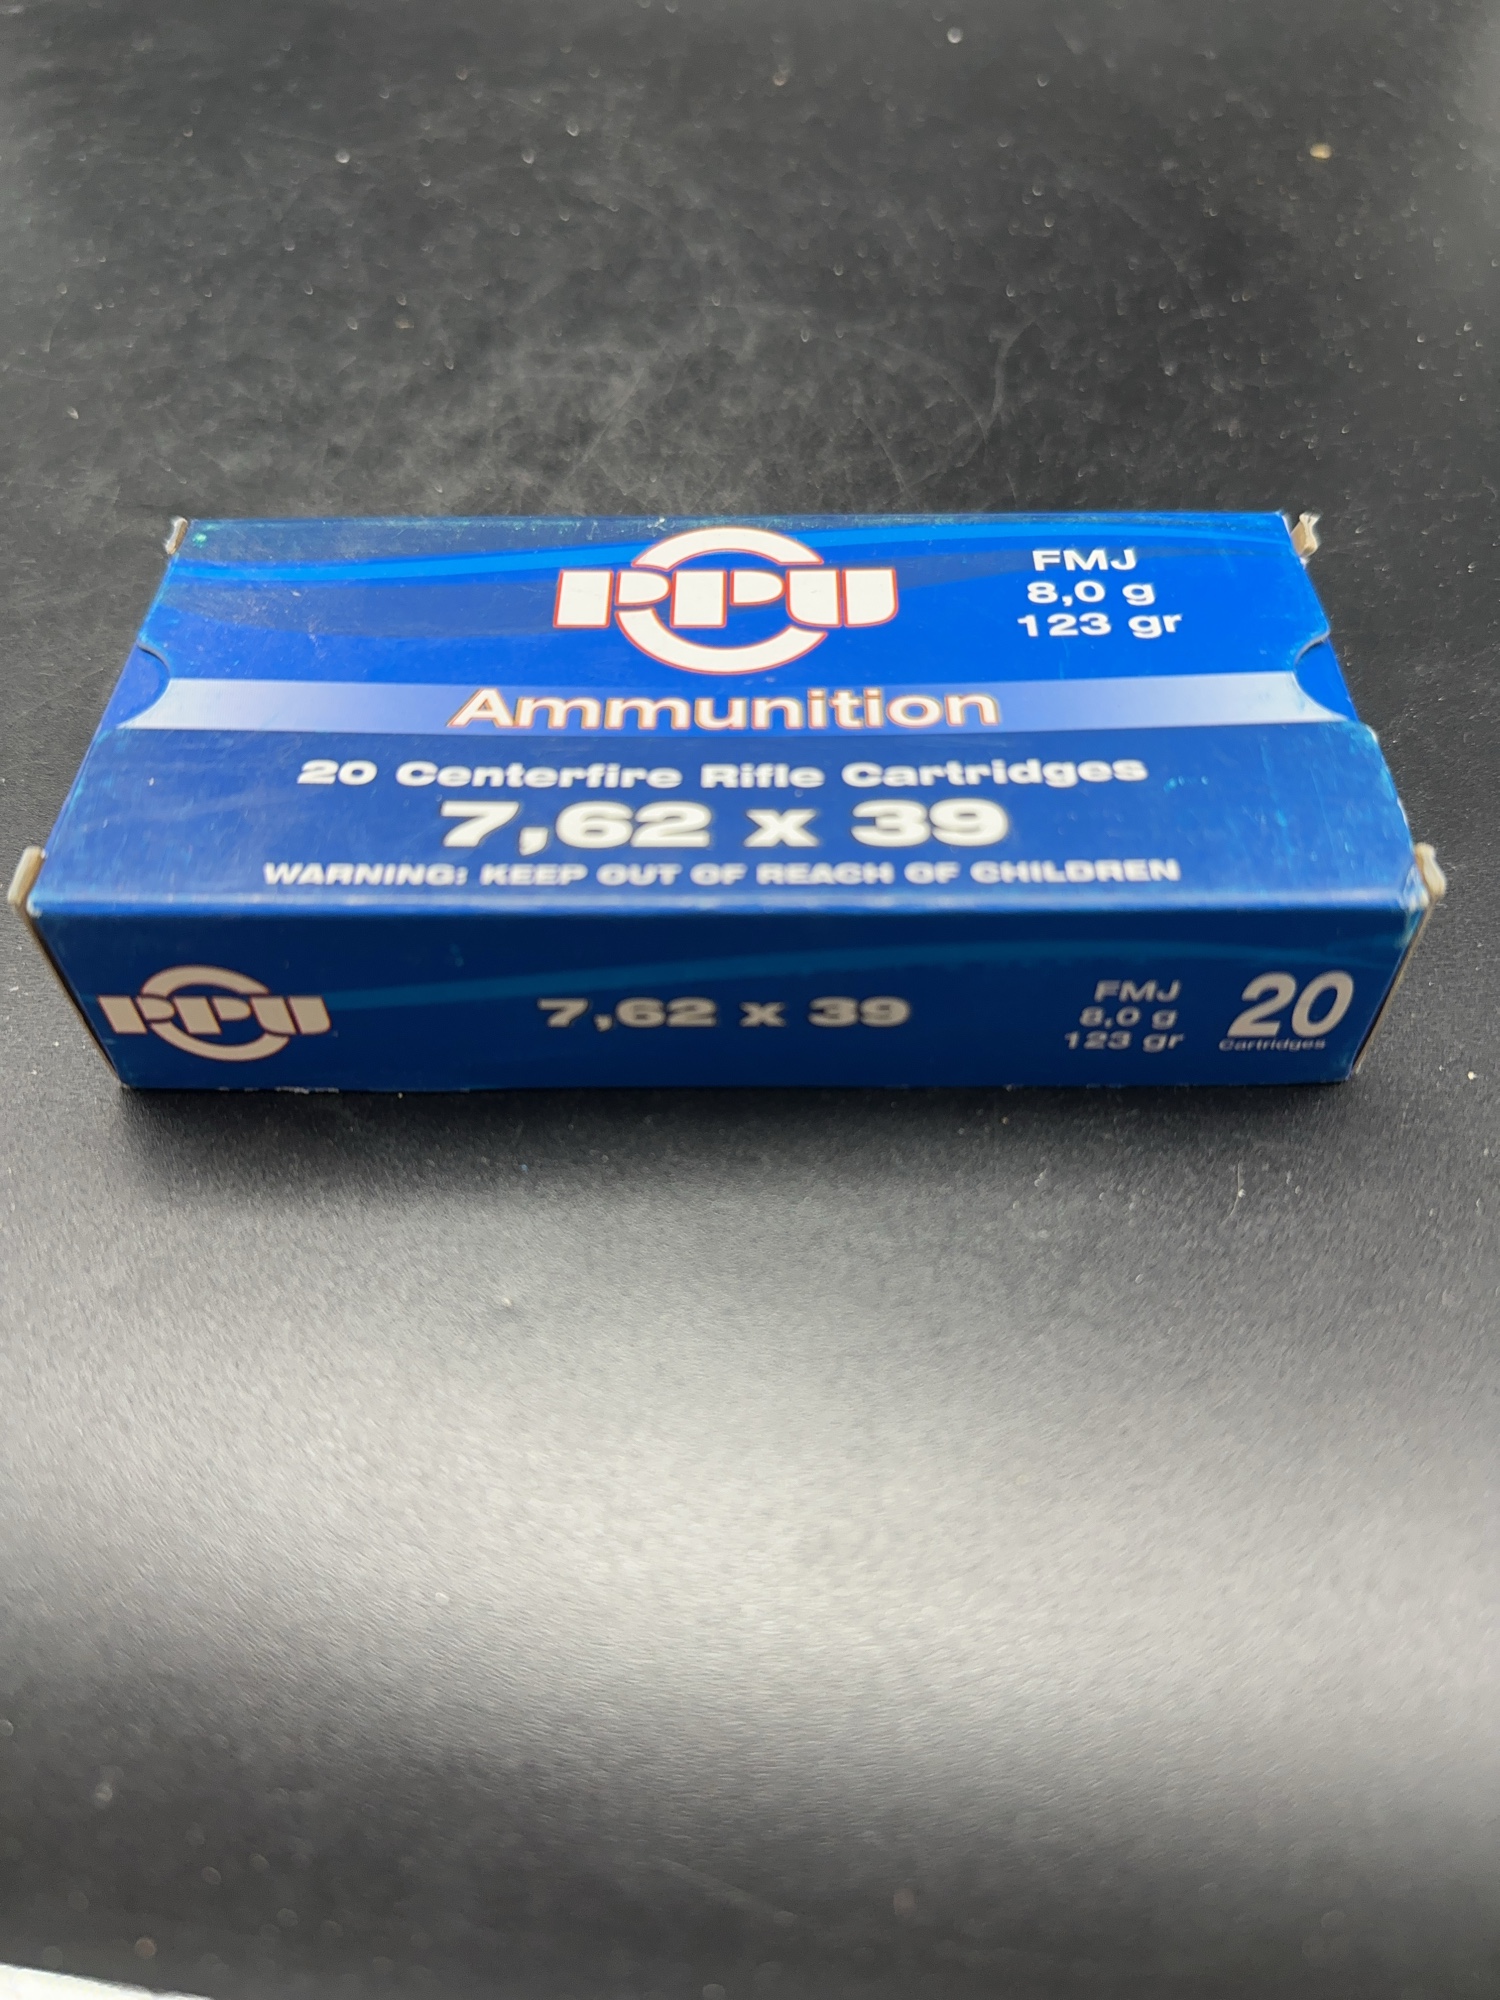 PPU
FMJ
8,0 g
123 gr
Ammunition
20 Centerfire Rifle Cartridges
7,62 x 39
WARNING: KEEP OUT OF REACH OF CHILDREN
PPU
7,62 x 39
FMJ
8,0 g
123 gr
20
Cartridges